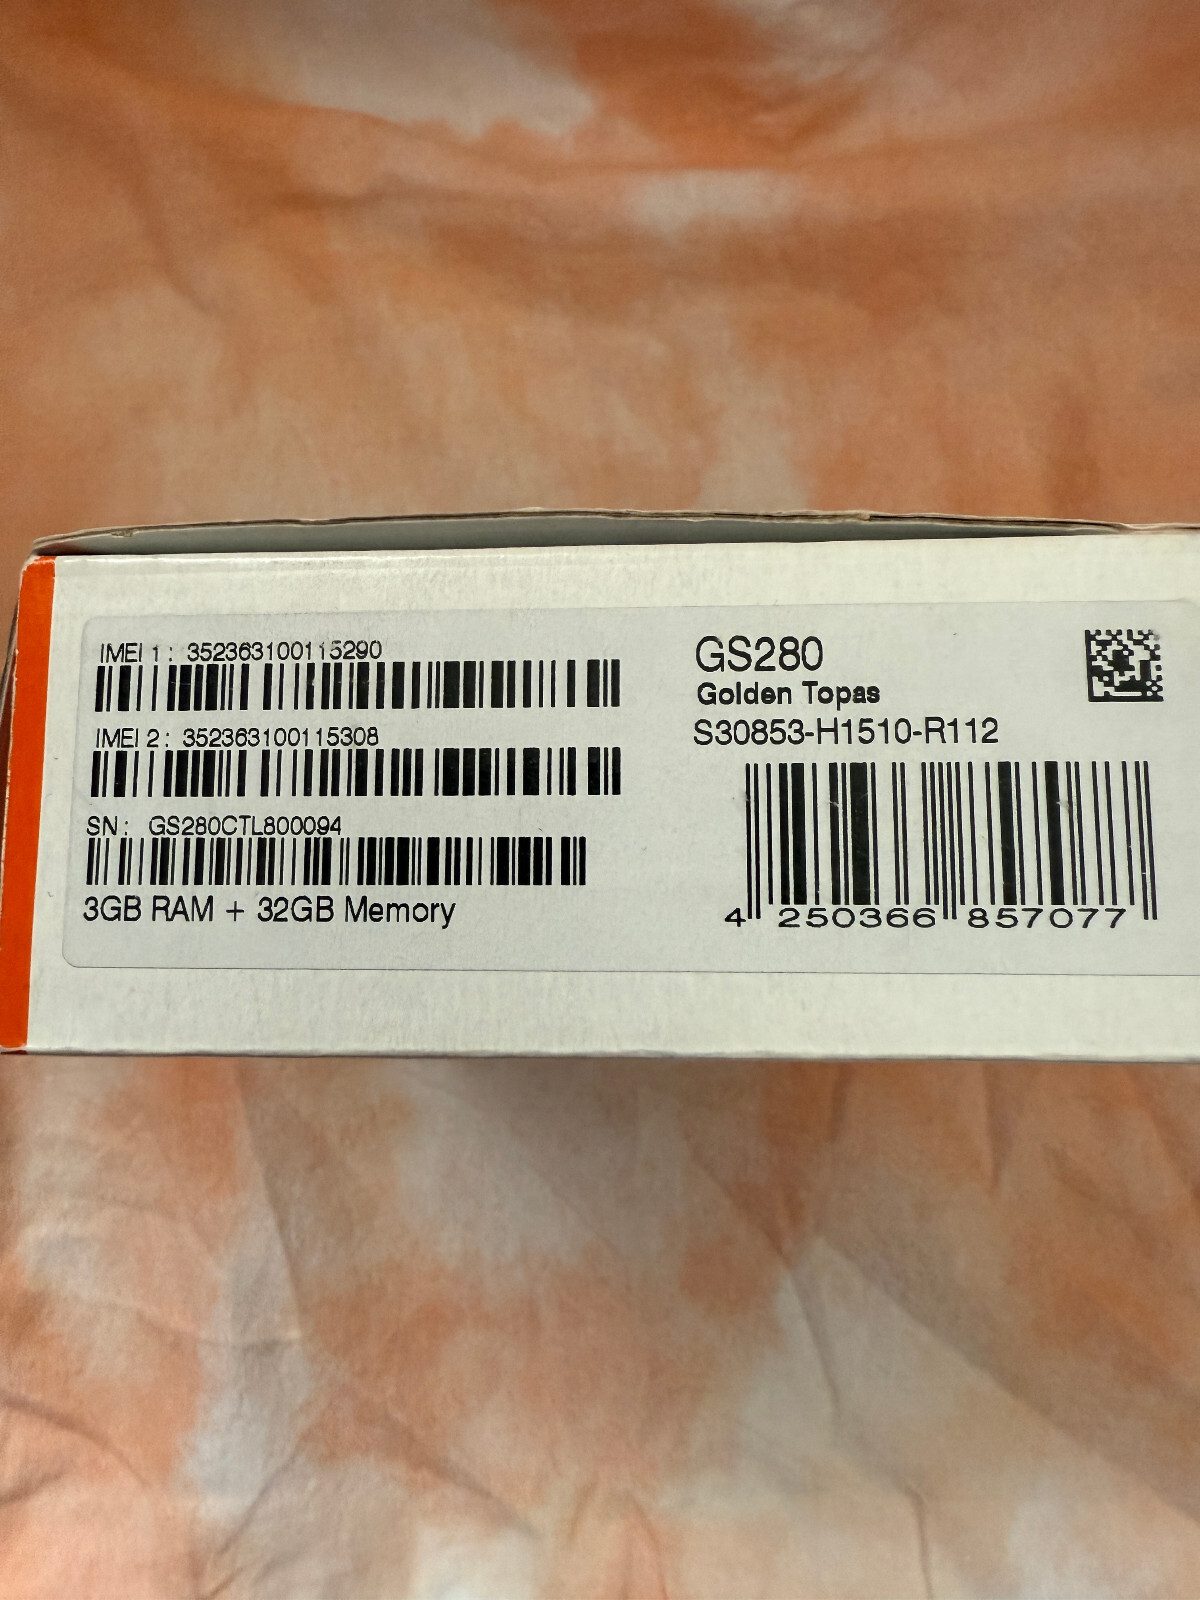 IMEI 1: 352363100115290
IMEI 2: 352363100115308
SN: GS280CTL800094
3GB RAM + 32GB Memory
GS280
Golden Topas
S30853-H1510-R112
4 250366 857077